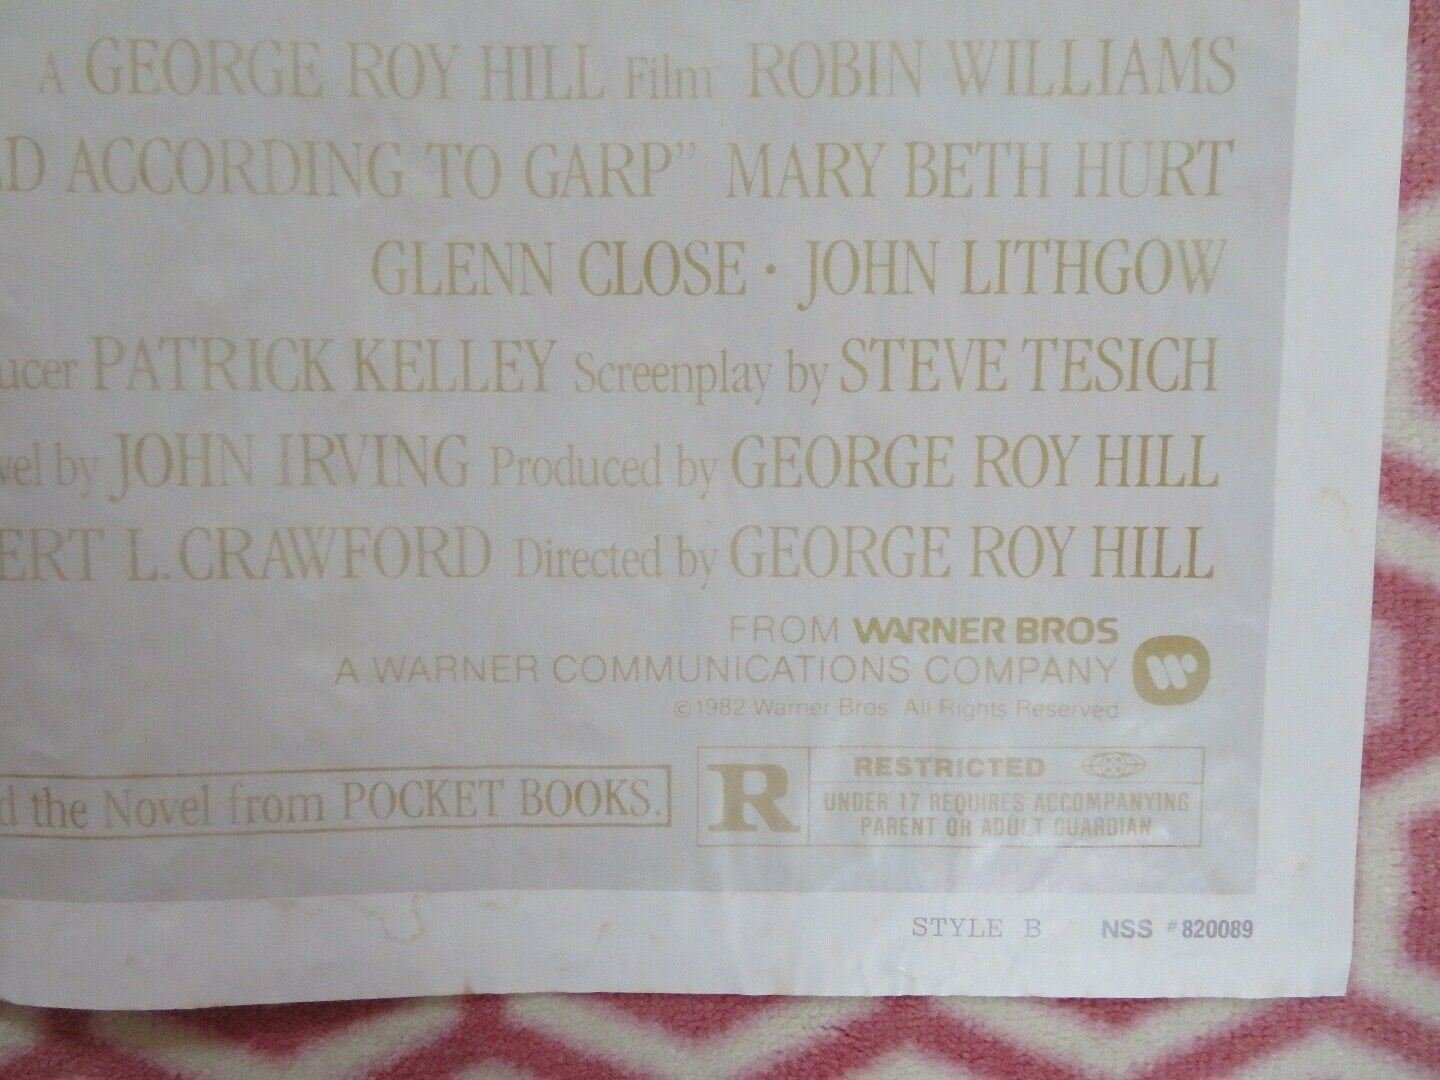 A GEORGE ROY HILL Film ROBIN WILLIAMS
LD ACCORDING TO GARP” MARY BETH HURT
GLENN CLOSE · JOHN LITHGOW
ucer PATRICK KELLEY Screenplay by STEVE TESICH
vel by JOHN IRVING Produced by GEORGE ROY HILL
ERT L. CRAWFORD Directed by GEORGE ROY HILL
FROM WARNER BROS
A WARNER COMMUNICATIONS COMPANY
©1982 Warner Bros. All Rights Reserved
d the Novel from POCKET BOOKS.
R RESTRICTED
UNDER 17 REQUIRES ACCOMPANYING
PARENT OR ADULT GUARDIAN
STYLE B NSS #820089